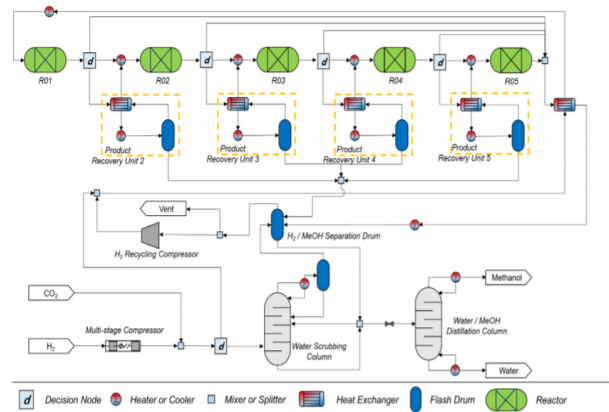 d
d
d
d
R01
R02
R03
R04
R05
Product
Recovery Unit 2
Product
Recovery Unit 3
Product
Recovery Unit 4
Product
Recovery Unit 5
Vent
H₂ Recycling Compressor
H₂ / MeOH Separation Drum
CO₂
H₂
Multi-stage Compressor
d
Water Scrubbing
Column
Methanol
Water / MeOH
Distillation Column
Water
d Decision Node
Heater or Cooler
Mixer or Splitter
Heat Exchanger
Flash Drum
Reactor